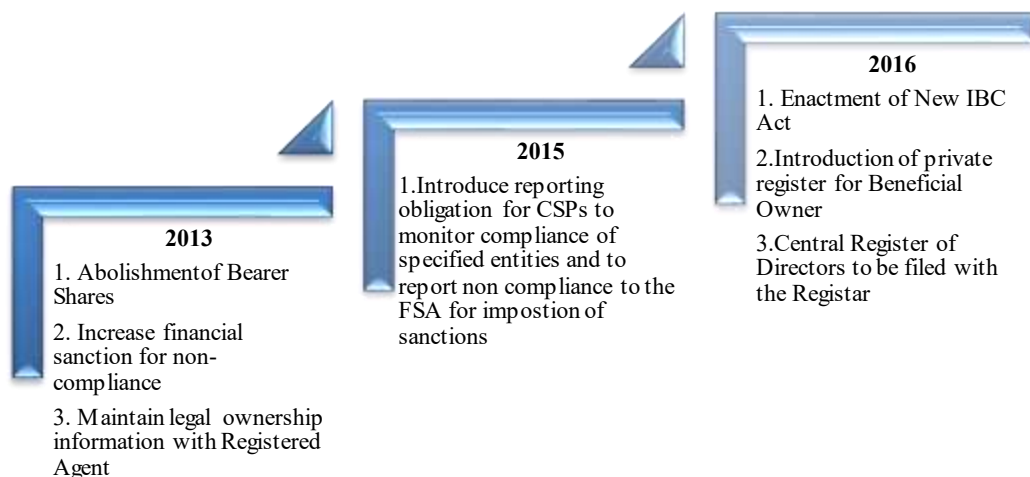 2013
1. Abolishment of Bearer
Shares
2. Increase financial
sanction for non-
compliance
3. Maintain legal ownership
information with Registered
Agent
2015
1.Introduce reporting
obligation for CSPs to
monitor compliance of
specified entities and to
report non compliance to the
FSA for impostion of
sanctions
2016
1. Enactment of New IBC
Act
2.Introduction of private
register for Beneficial
Owner
3.Central Register of
Directors to be filed with
the Registar